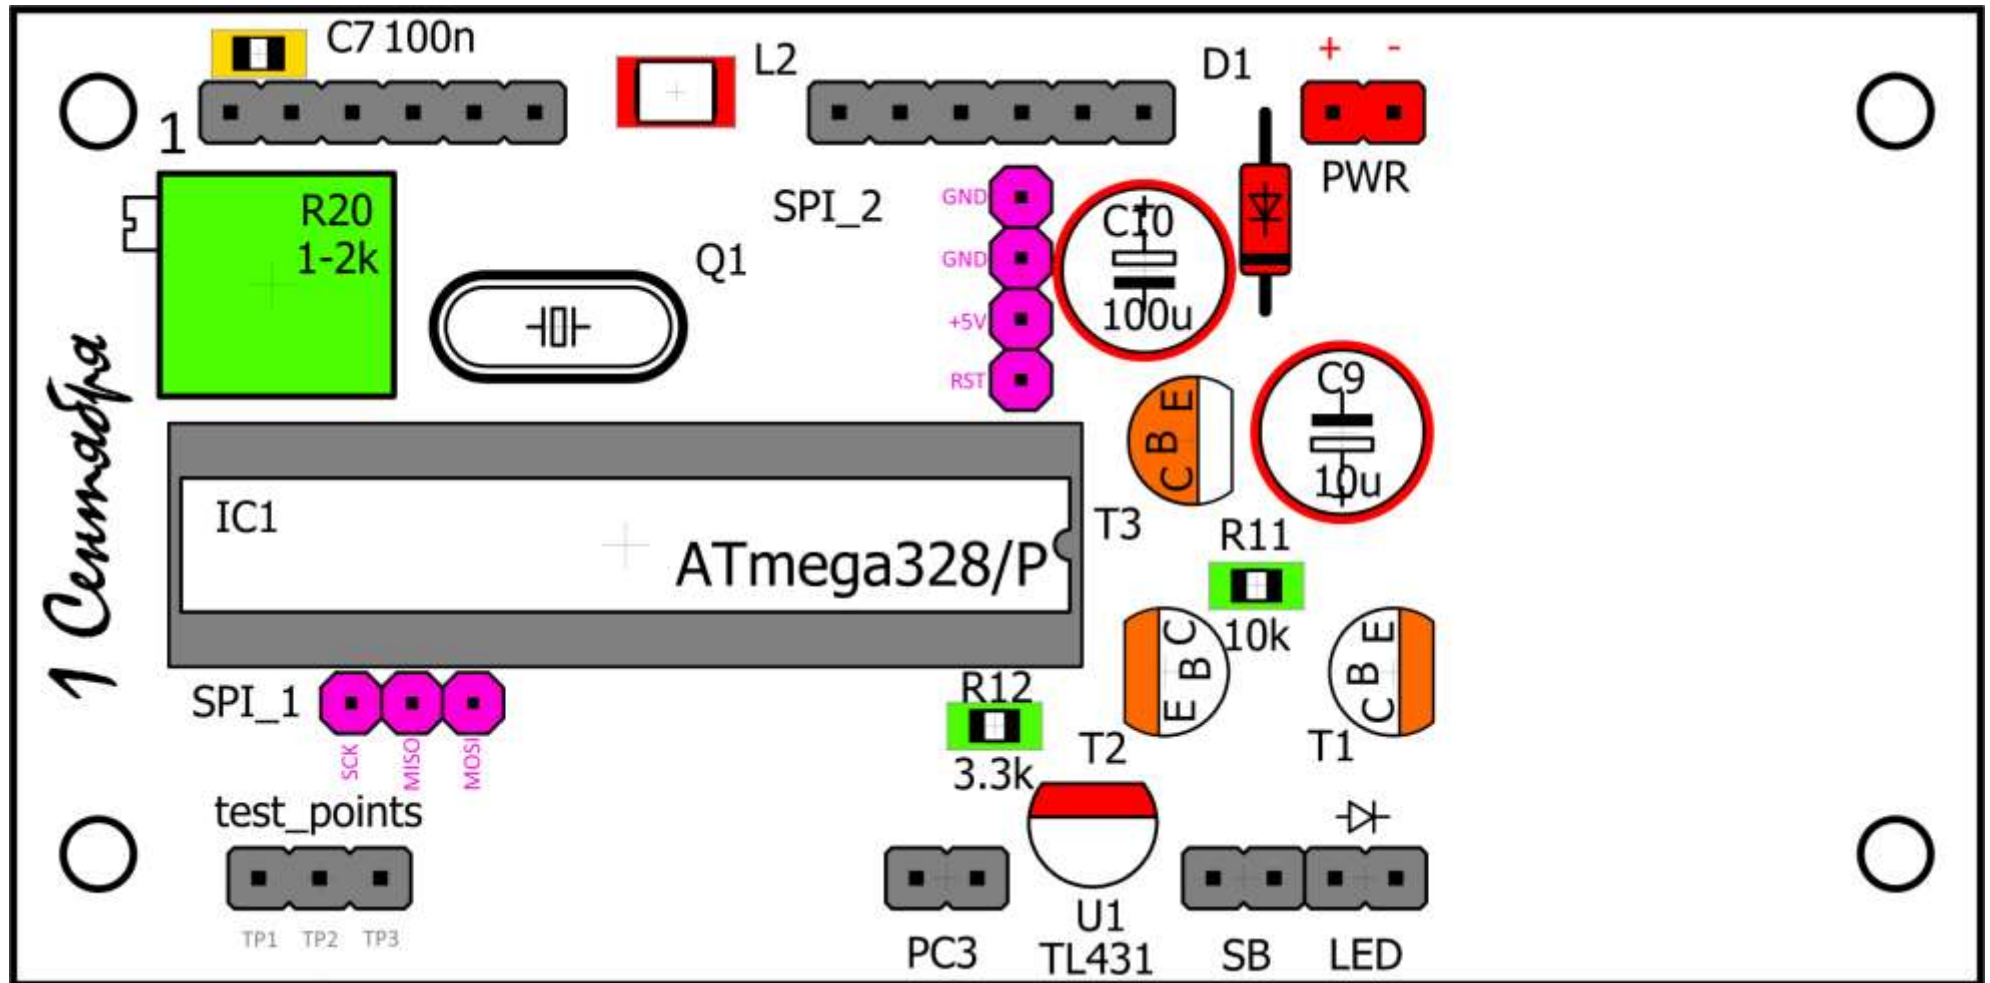 C7 100n
L2
D1
+ -
1
PWR
R20
1-2k
SPI_2
GND
GND
+5V
RST
C10
+
100u
Q1
C9
10u
+
1 Сентабра
E
B
C
T3
IC1
ATmega328/P
R11
10k
C
B
E
T2
E
B
C
T1
SPI_1
SCK
MISO
MOSI
R12
3.3k
test_points
TP1 TP2 TP3
PC3
U1
TL431
SB
LED